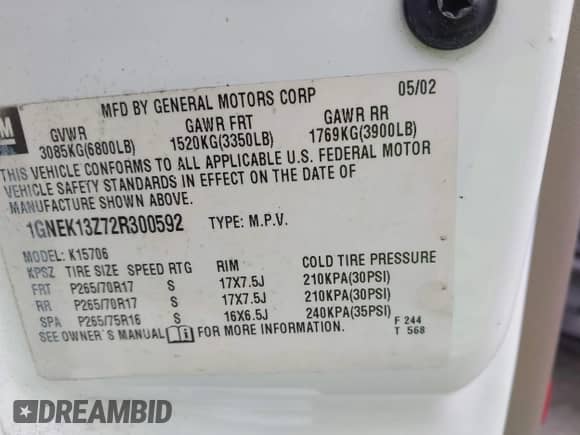 05/02
GM
MFD BY GENERAL MOTORS CORP
GVWR GAWR FRT GAWR RR
3085KG(6800LB) 1520KG(3350LB) 1769KG(3900LB)
THIS VEHICLE CONFORMS TO ALL APPLICABLE U.S. FEDERAL MOTOR
VEHICLE SAFETY STANDARDS IN EFFECT ON THE DATE OF
MANUFACTURE SHOWN ABOVE.
1GNEK13Z72R300592 TYPE: M.P.V.
MODEL: K15706
KPSZ TIRE SIZE SPEED RTG RIM COLD TIRE PRESSURE
FRT P265/70R17 S 17X7.5J 210KPA(30PSI)
RR P265/70R17 S 17X7.5J 210KPA(30PSI)
SPA P265/75R16 S 16X6.5J 240KPA(35PSI)
SEE OWNER'S MANUAL FOR MORE INFORMATION.
F 244
T 568
DREAMBID